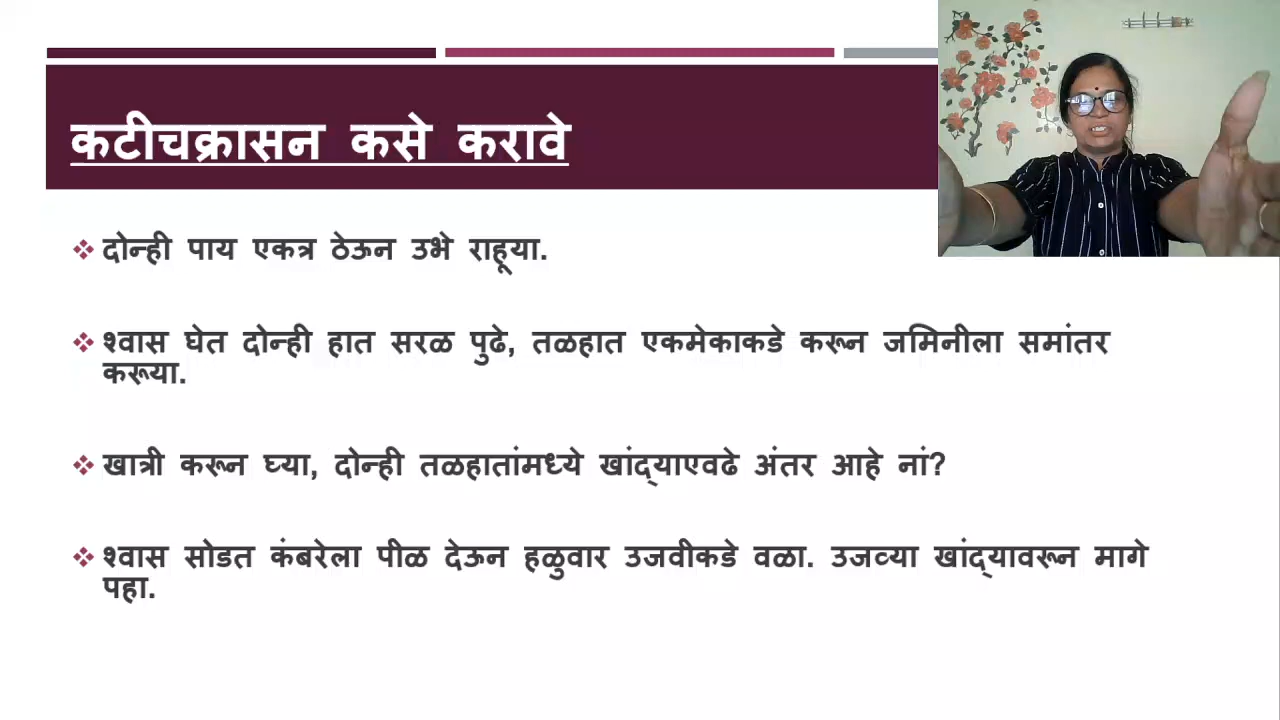 कटीचक्रासन कसे करावे
दोन्ही पाय एकत्र ठेऊन उभे राहूया.
श्वास घेत दोन्ही हात सरळ पुढे, तळहात एकमेकाकडे करून जमिनीला समांतर
करूया.
खात्री करून घ्या, दोन्ही तळहातांमध्ये खांद्याएवढे अंतर आहे नां?
श्वास सोडत कंबरेला पीळ देऊन हळुवार उजवीकडे वळा. उजव्या खांद्यावरून मागे
पहा.